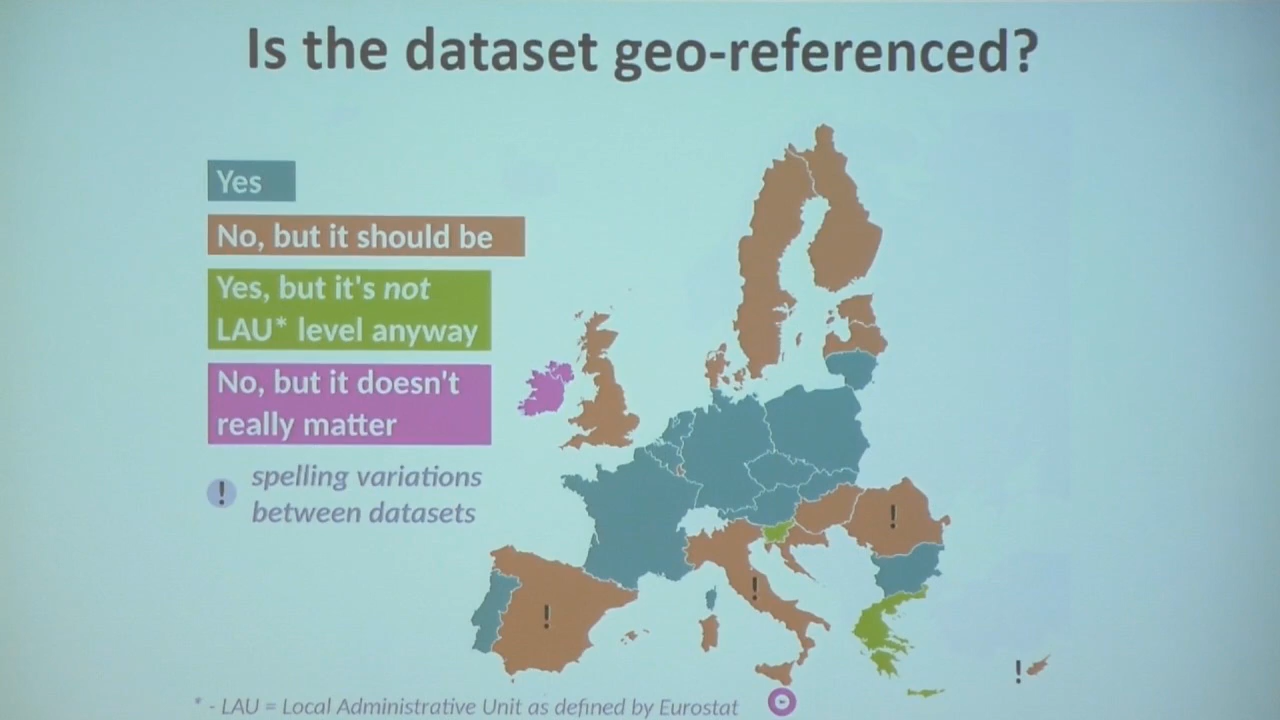 Is the dataset geo-referenced?
Yes
No, but it should be
Yes, but it's not
LAU* level anyway
No, but it doesn't
really matter
! spelling variations
between datasets
!
!
!
!
* - LAU = Local Administrative Unit as defined by Eurostat